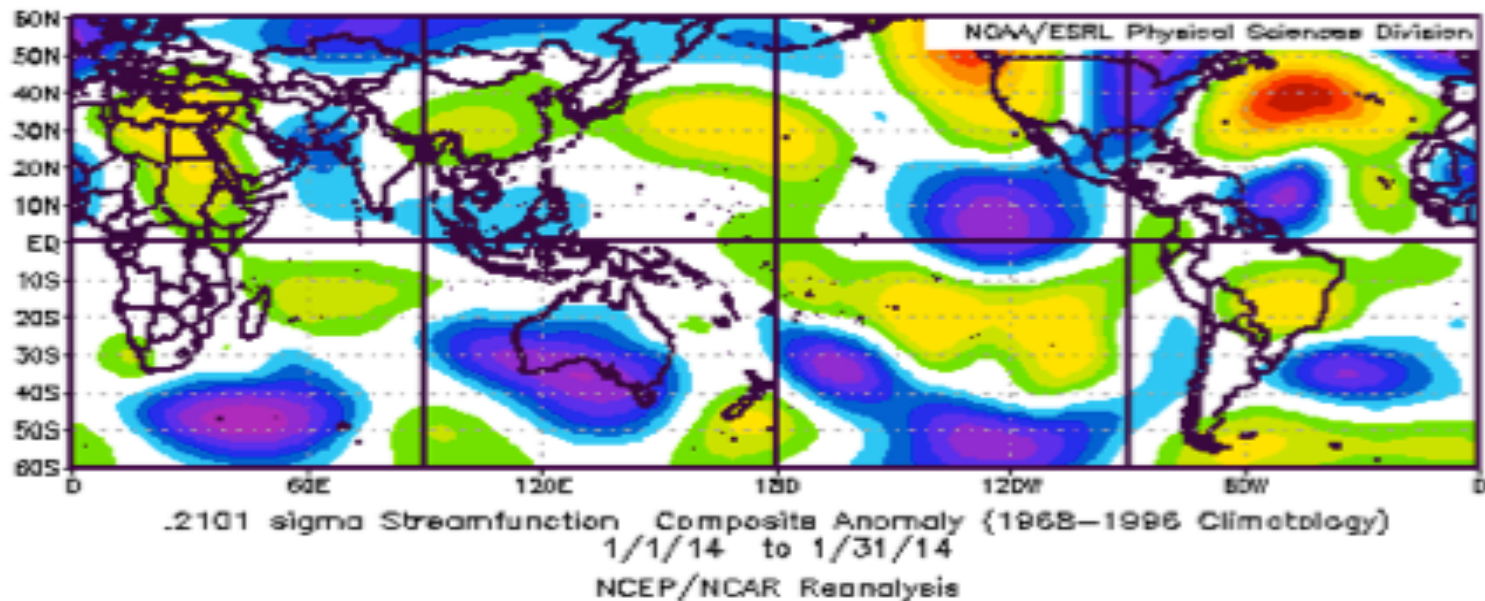 60N
NOAA/ESRL Physical Sciences Division
50N
40N
30N
20N
10N
EQ
10S
20S
30S
40S
50S
60S
0 60E 120E 180 120W 60W 0
.2101 sigma Streamfunction Composite Anomaly (1968-1996 Climatology)
1/1/14 to 1/31/14
NCEP/NCAR Reanalysis